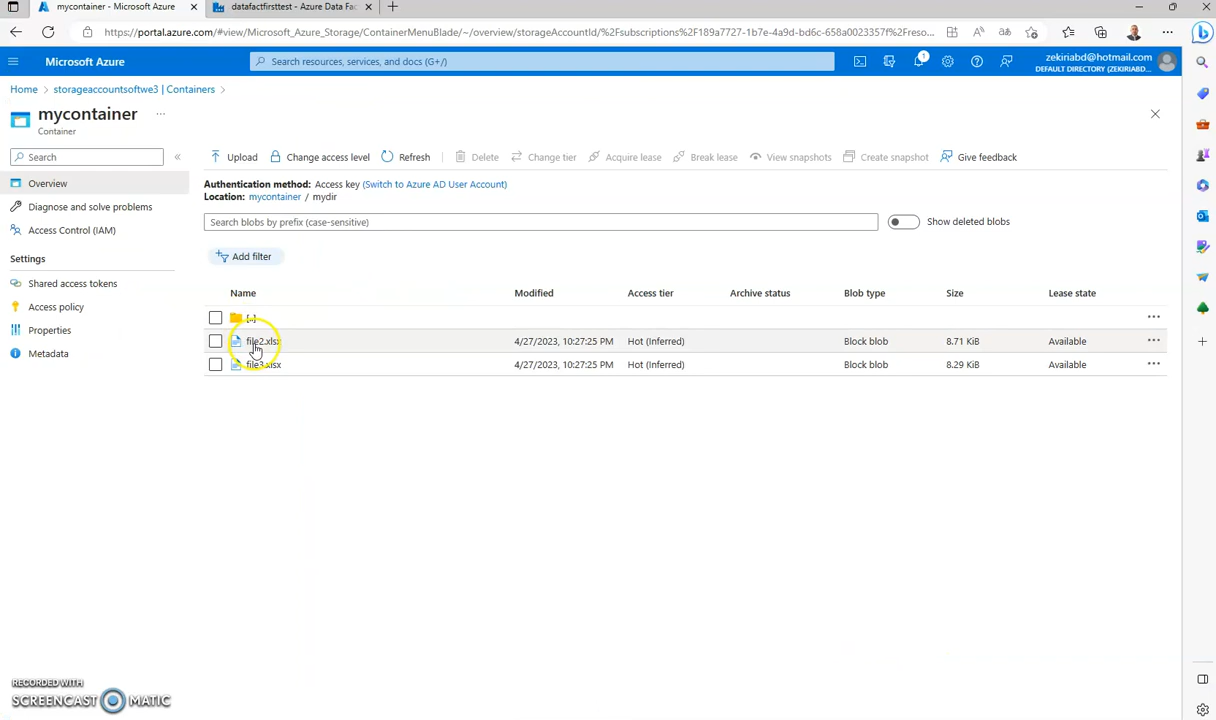 mycontainer - Microsoft Azure
datafactfirsttest - Azure Data Fac
https://portal.azure.com/#view/Microsoft_Azure_Storage/ContainerMenuBlade/~/overview/storageAccountId/%2Fsubscriptions%2F189a7727-1b7e-4a9d-bd6c-658a0023357f%2Freso...
Microsoft Azure
Search resources, services, and docs (G+/)
1
zekiriabd@hotmail.com
DEFAULT DIRECTORY (ZEKIRIABD...
Home > storageaccountsoftwe3 | Containers >
mycontainer ...
Container
Search
«
Upload
Change access level
Refresh
Delete
Change tier
Acquire lease
Break lease
View snapshots
Create snapshot
Give feedback
Overview
Diagnose and solve problems
Access Control (IAM)
Settings
Shared access tokens
Access policy
Properties
Metadata
Authentication method: Access key (Switch to Azure AD User Account)
Location: mycontainer / mydir
Search blobs by prefix (case-sensitive)
Show deleted blobs
Add filter
Name Modified Access tier Archive status Blob type Size Lease state
[..]
file2.xlsx 4/27/2023, 10:27:25 PM Hot (Inferred) Block blob 8.71 KiB Available
file3.xlsx 4/27/2023, 10:27:25 PM Hot (Inferred) Block blob 8.29 KiB Available
RECORDED WITH
SCREENCAST MATIC